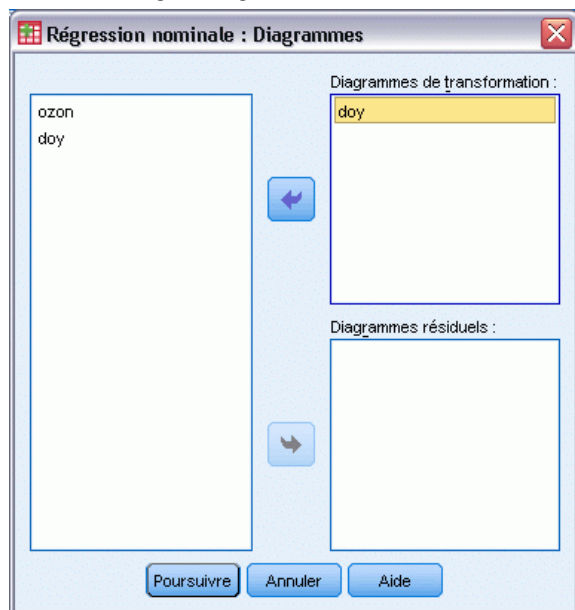 Régression nominale : Diagrammes
Diagrammes de transformation :
ozon
doy
doy
Diagrammes résiduels :
Poursuivre
Annuler
Aide